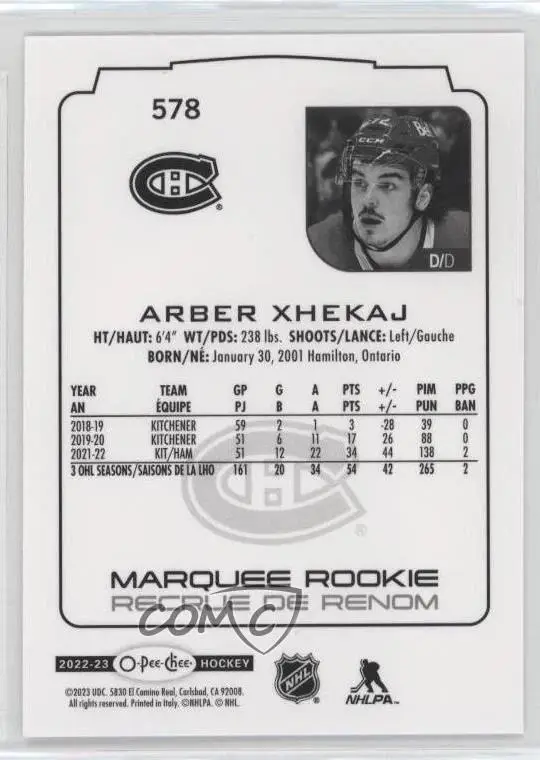 578
72
Bell
CCM
D/D
ARBER XHEKAJ
HT/HAUT: 6'4" WT/PDS: 238 lbs. SHOOTS/LANCE: Left/Gauche
BORN/NÉ: January 30, 2001 Hamilton, Ontario
YEAR TEAM GP G A PTS +/- PIM PPG
AN ÉQUIPE PJ B A PTS +/- PUN BAN
2018-19 KITCHENER 59 2 1 3 -28 39 0
2019-20 KITCHENER 51 6 11 17 26 88 0
2021-22 KIT/HAM 51 12 22 34 44 138 2
3 OHL SEASONS/SAISONS DE LA LHO 161 20 34 54 42 265 2
MARQUEE ROOKIE
RECRUE DE RENOM
COMC
2022-23 O-Pee-Chee HOCKEY
NHL
NHLPA
©2023 UDC. 5830 El Camino Real, Carlsbad, CA 92008.
All rights reserved. Printed in Italy. ©NHLPA. © NHL.